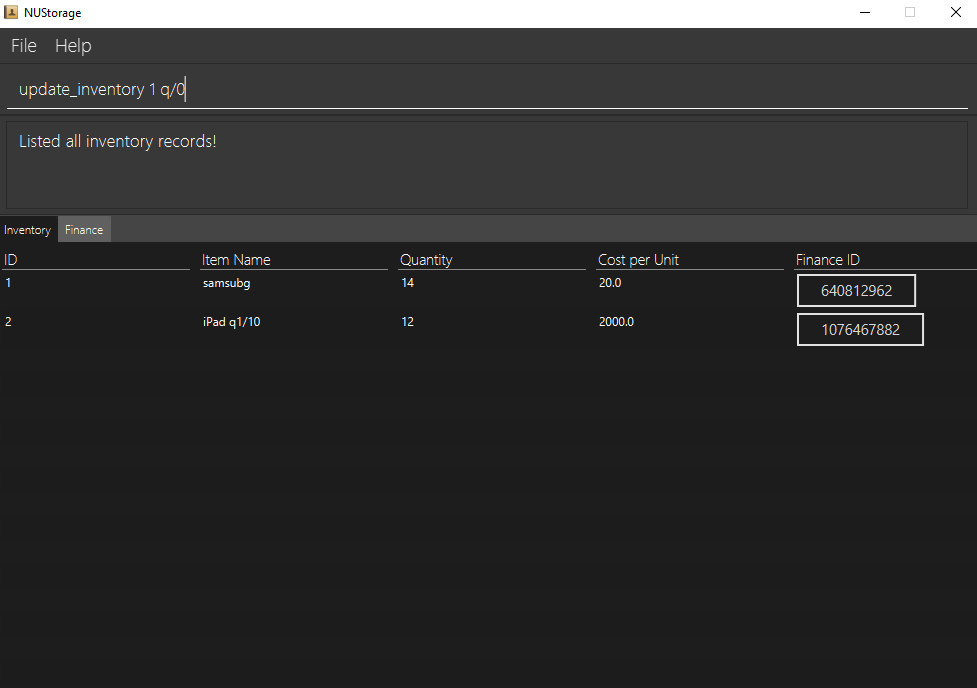 NUStorage
File Help
update_inventory 1 q/0
Listed all inventory records!
Inventory Finance
ID Item Name Quantity Cost per Unit Finance ID
1 samsubg 14 20.0 640812962
2 iPad q1/10 12 2000.0 1076467882